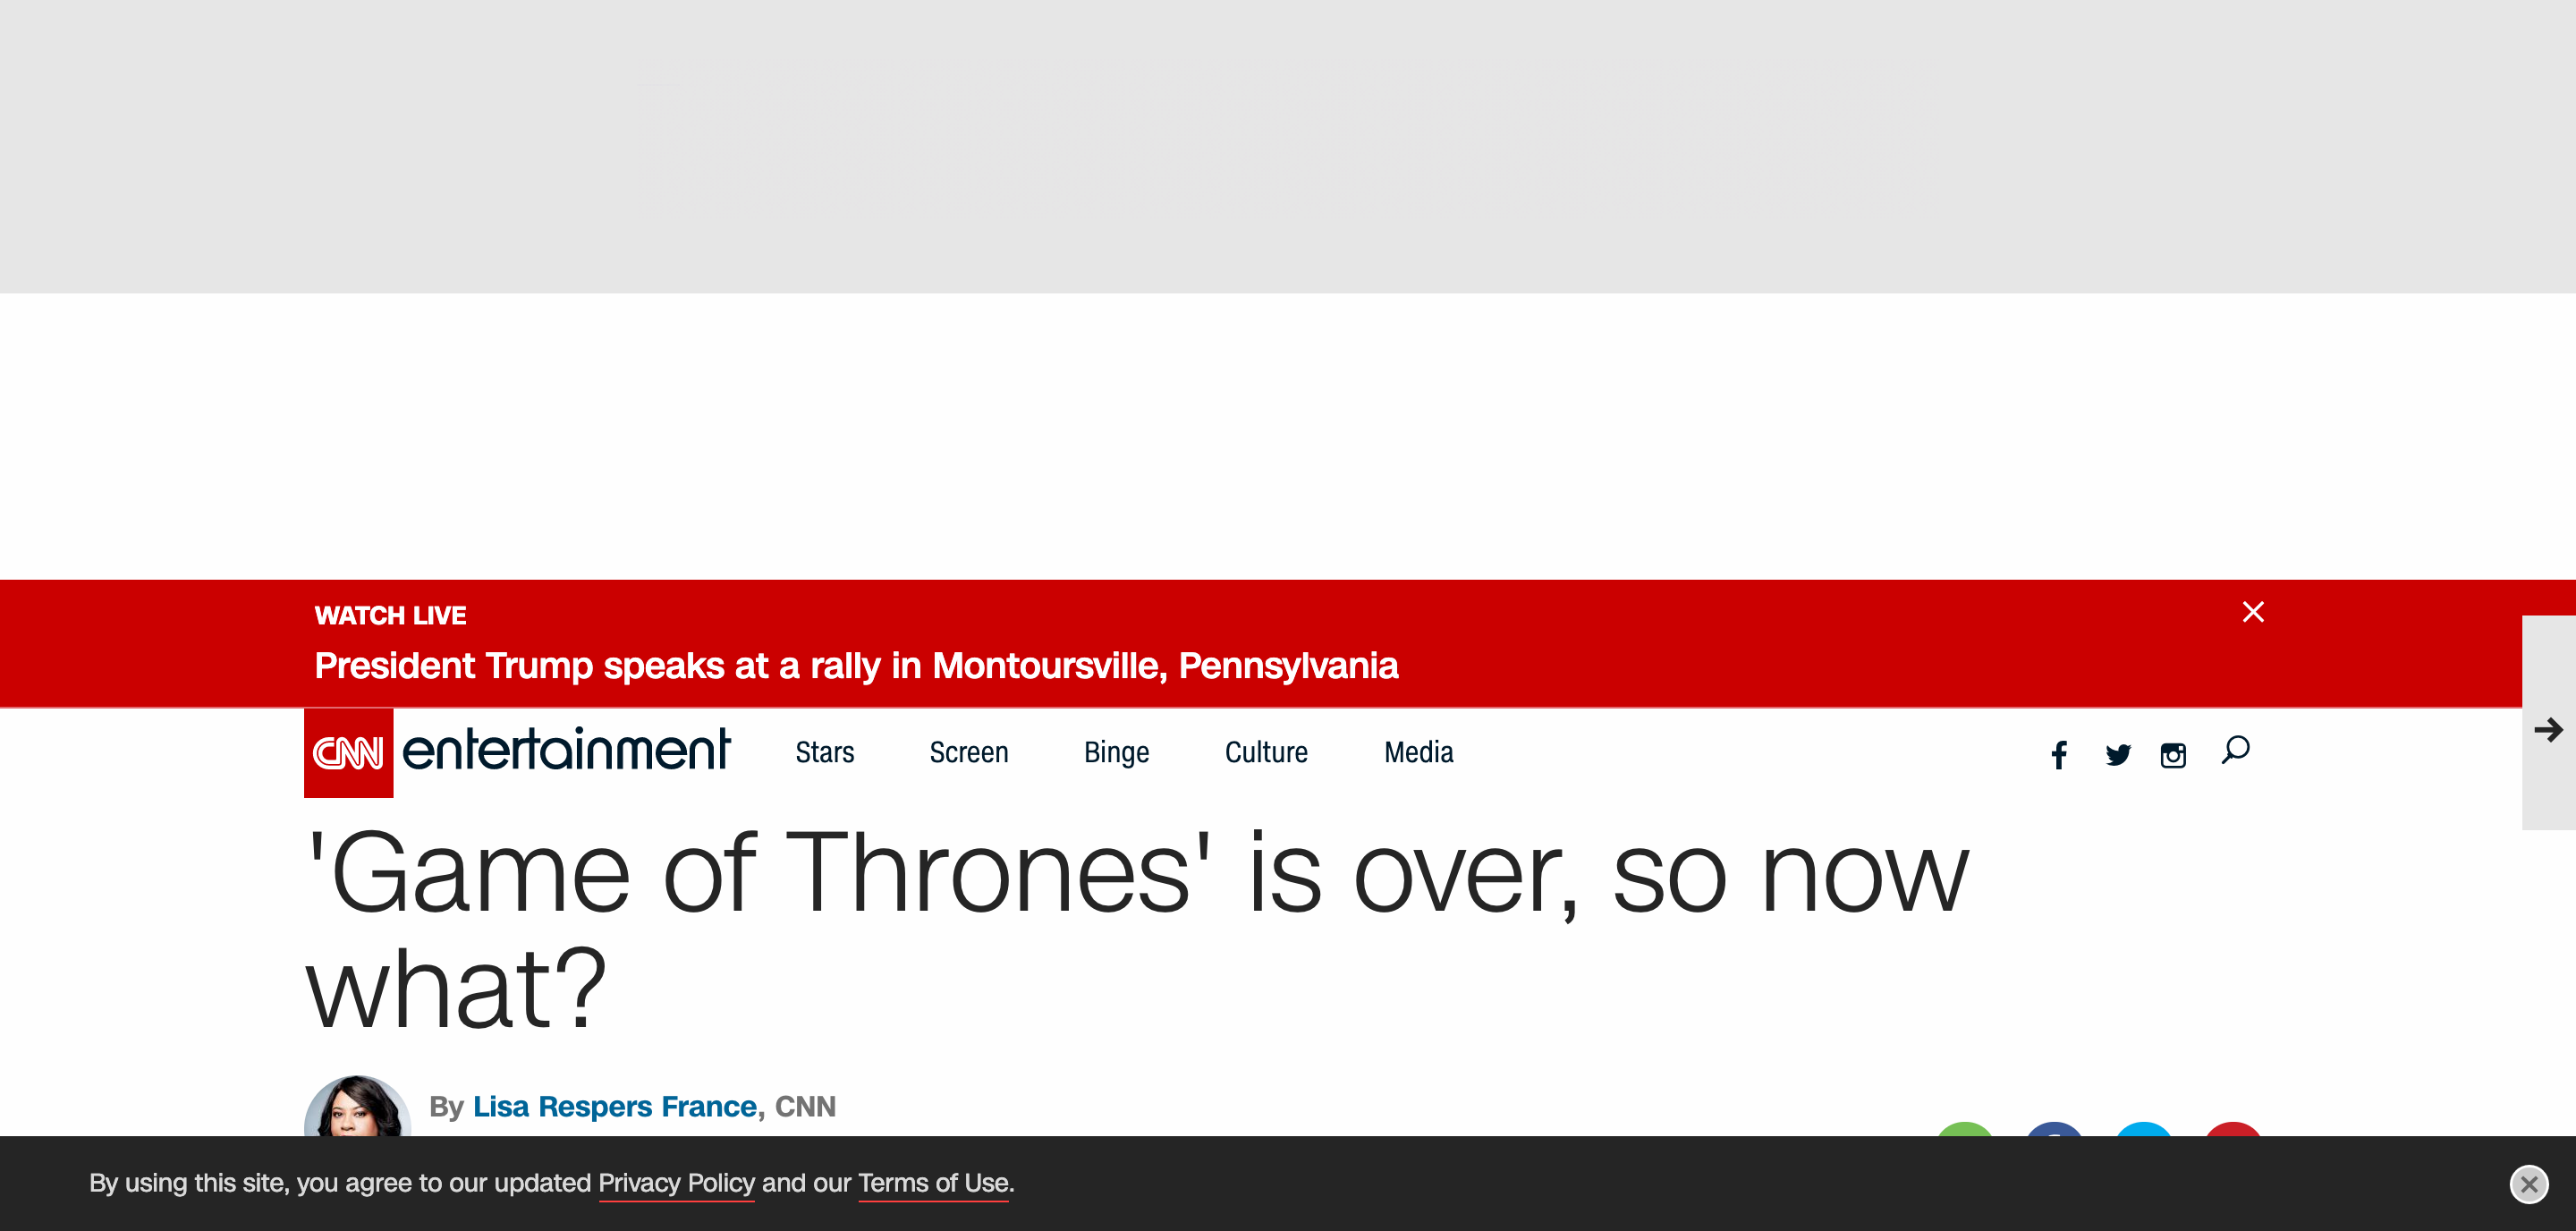 WATCH LIVE
President Trump speaks at a rally in Montoursville, Pennsylvania
CNN entertainment Stars Screen Binge Culture Media
'Game of Thrones' is over, so now
what?
By Lisa Respers France, CNN
By using this site, you agree to our updated Privacy Policy and our Terms of Use.